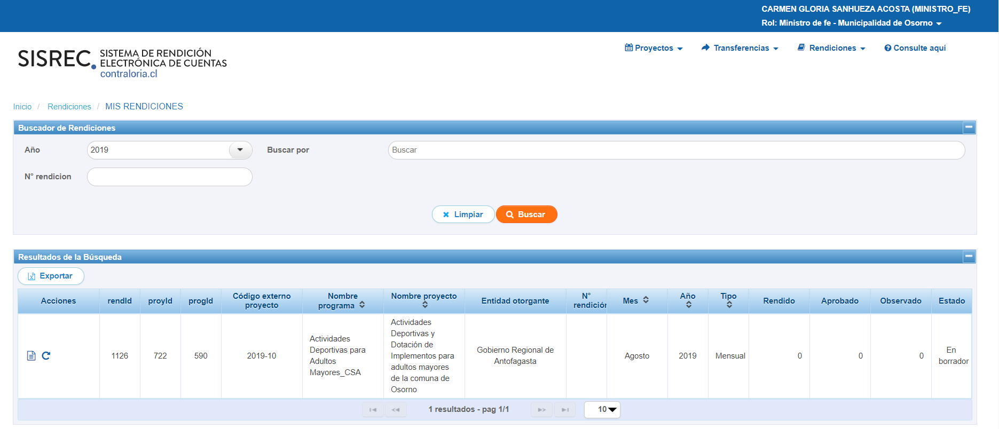 CARMEN GLORIA SANHUEZA ACOSTA (MINISTRO_FE)
Rol: Ministro de fe - Municipalidad de Osorno
SISREC. SISTEMA DE RENDICIÓN
ELECTRÓNICA DE CUENTAS
contraloria.cl
Proyectos Transferencias Rendiciones Consulte aquí
Inicio / Rendiciones / MIS RENDICIONES
Buscador de Rendiciones
Año 2019 Buscar por Buscar
N° rendicion
Limpiar Buscar
Resultados de la Búsqueda
Exportar
Acciones rendId proyId progId Código externo proyecto Nombre programa Nombre proyecto Entidad otorgante N° rendición Mes Año Tipo Rendido Aprobado Observado Estado
1126 722 590 2019-10 Actividades Deportivas para Adultos Mayores_CSA Actividades Deportivas y Dotación de Implementos para adultos mayores de la comuna de Osorno Gobierno Regional de Antofagasta Agosto 2019 Mensual 0 0 0 En borrador
1 resultados - pag 1/1 10